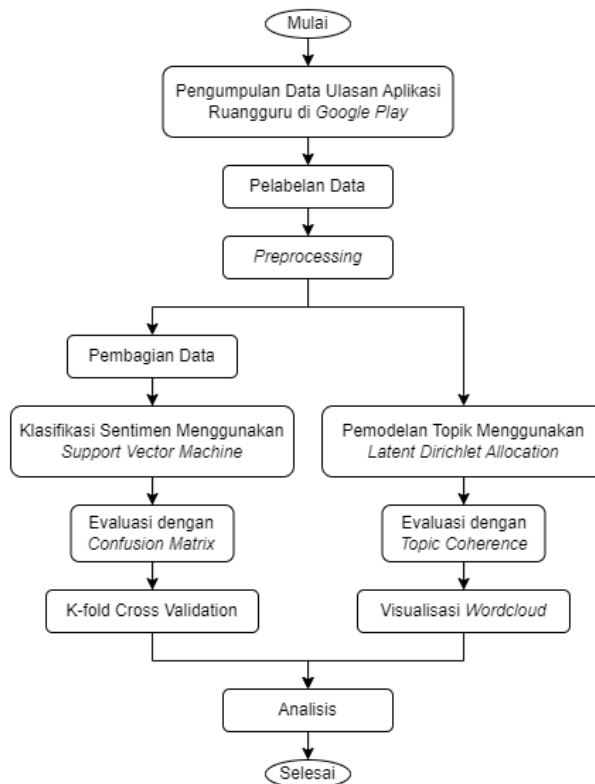 Mulai
Pengumpulan Data Ulasan Aplikasi
Ruangguru di Google Play
Pelabelan Data
Preprocessing
Pembagian Data
Klasifikasi Sentimen Menggunakan
Support Vector Machine
Evaluasi dengan
Confusion Matrix
K-fold Cross Validation
Pemodelan Topik Menggunakan
Latent Dirichlet Allocation
Evaluasi dengan
Topic Coherence
Visualisasi Wordcloud
Analisis
Selesai